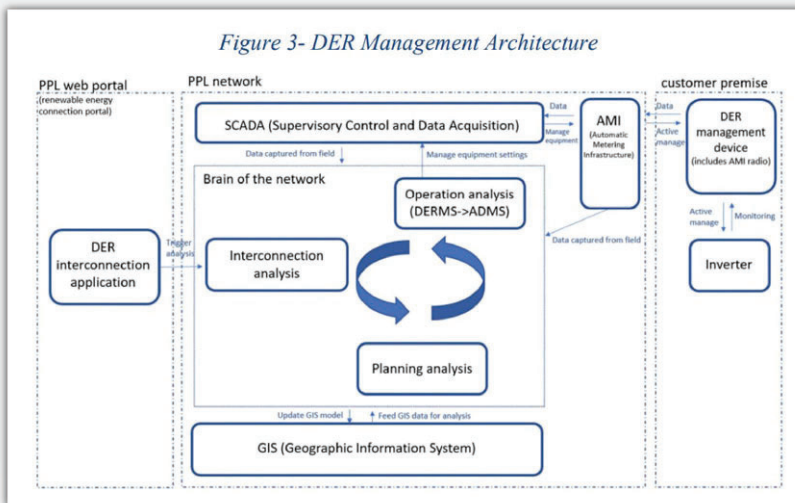 Figure 3- DER Management Architecture
PPL web portal
(renewable energy
connection portal)
PPL network
customer premise
SCADA (Supervisory Control and Data Acquisition)
Data
Manage
equipment
AMI
(Automatic
Metering
Infrastructure)
Data
Active
manage
DER
management
device
(includes AMI radio)
Data captured from field
Manage equipment settings
Brain of the network
Operation analysis
(DERMS->ADMS)
Active
manage
Monitoring
DER
interconnection
application
Trigger
analysis
Interconnection
analysis
Data captured from field
Inverter
Planning analysis
Update GIS model
Feed GIS data for analysis
GIS (Geographic Information System)